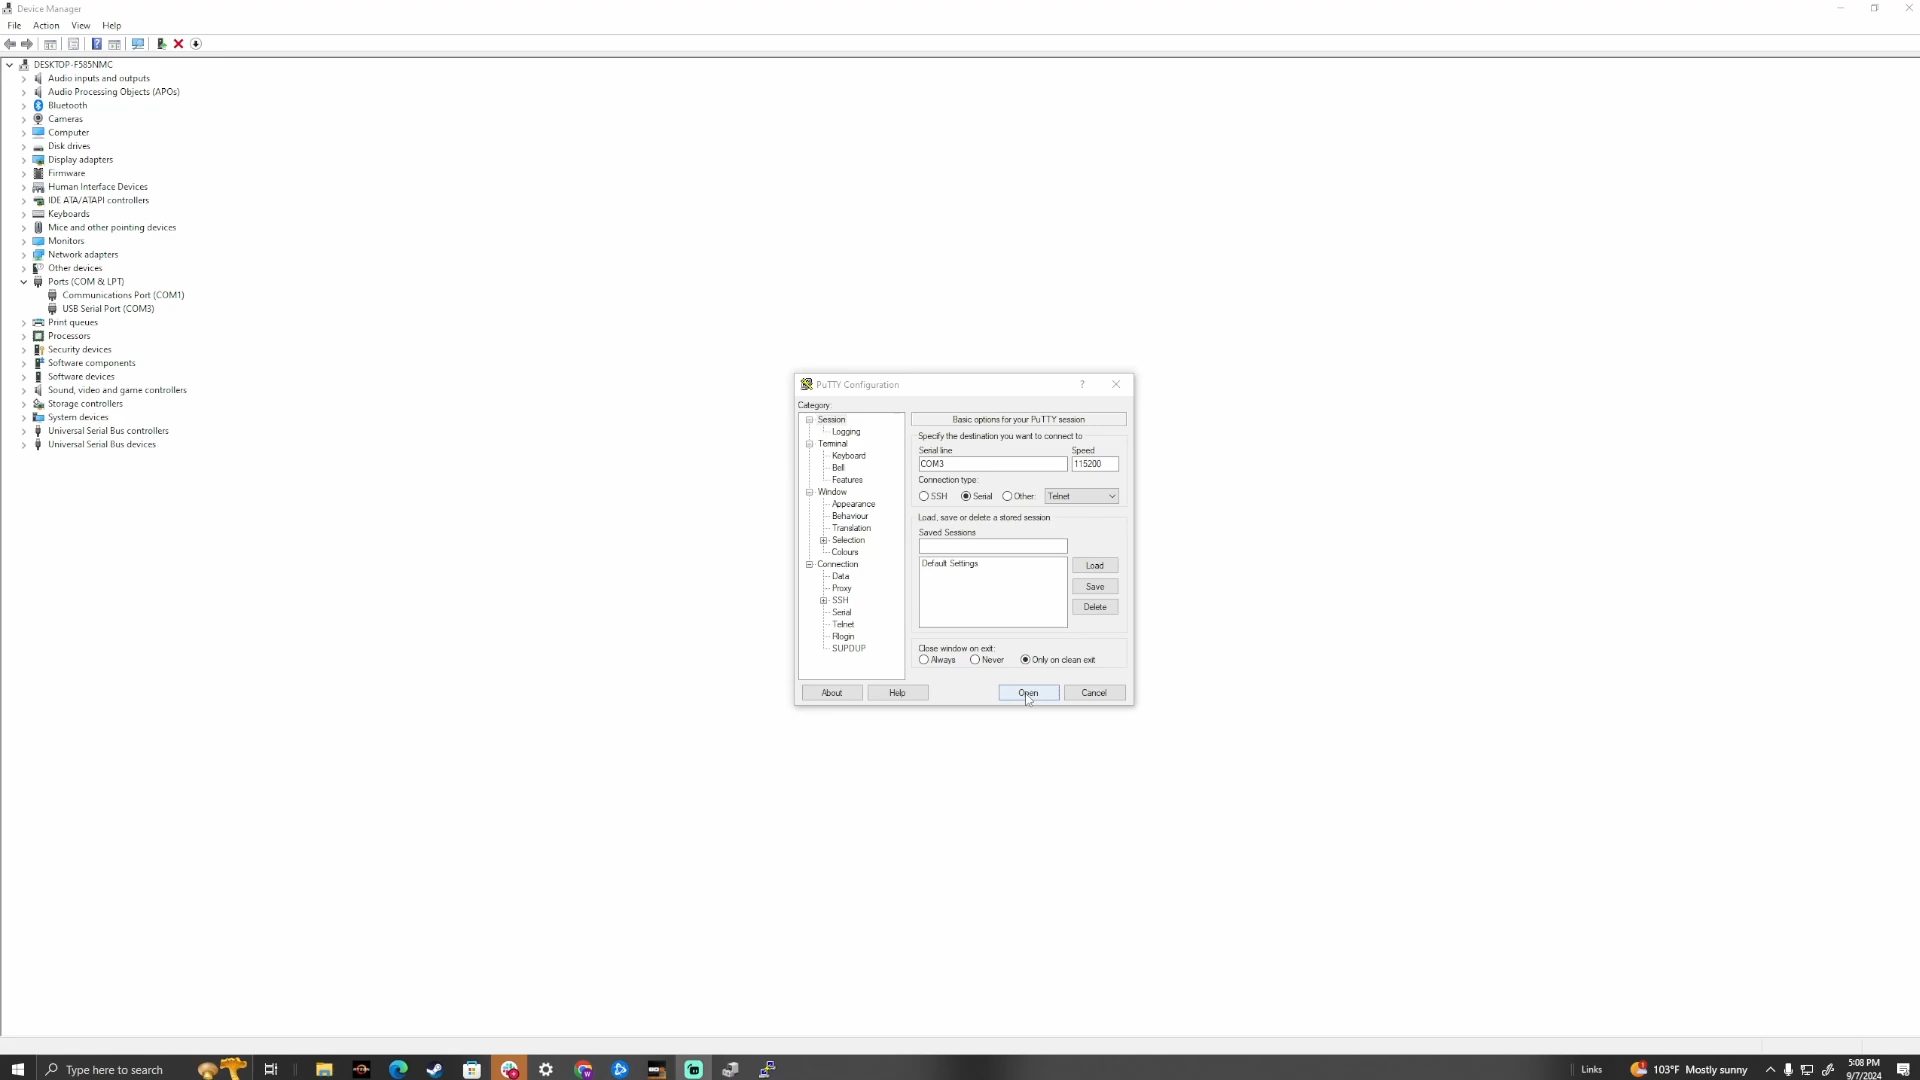 Device Manager
File Action View Help
DESKTOP-F585NMC
Audio inputs and outputs
Audio Processing Objects (APOs)
Bluetooth
Cameras
Computer
Disk drives
Display adapters
Firmware
Human Interface Devices
IDE ATA/ATAPI controllers
Keyboards
Mice and other pointing devices
Monitors
Network adapters
Other devices
Ports (COM & LPT)
Communications Port (COM1)
USB Serial Port (COM3)
Print queues
Processors
Security devices
Software components
Software devices
Sound, video and game controllers
Storage controllers
System devices
Universal Serial Bus controllers
Universal Serial Bus devices
PuTTY Configuration
?
Category:
Session
Logging
Terminal
Keyboard
Bell
Features
Window
Appearance
Behaviour
Translation
Selection
Colours
Connection
Data
Proxy
SSH
Serial
Telnet
Rlogin
SUPDUP
Basic options for your PuTTY session
Specify the destination you want to connect to
Serial line Speed
COM3 115200
Connection type:
SSH Serial Other: Telnet
Load, save or delete a stored session
Saved Sessions
Default Settings
Load
Save
Delete
Close window on exit:
Always Never Only on clean exit
About Help Open Cancel
Type here to search
Links
103°F Mostly sunny
5:08 PM
9/7/2024